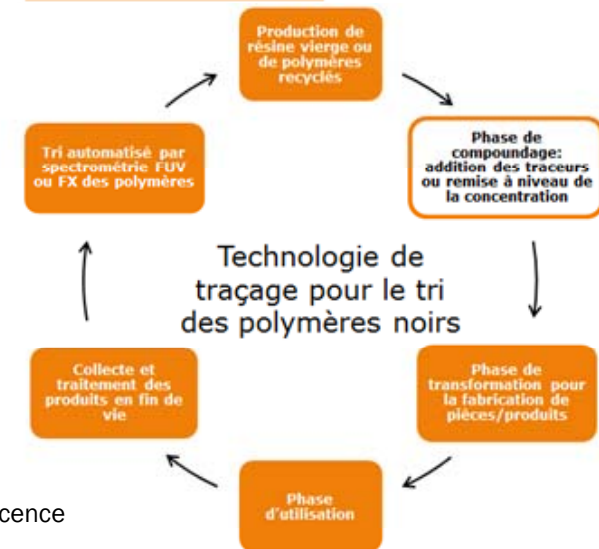 Production de
résine vierge ou
de polymères
recyclés
Phase de
compoundage:
addition des traceurs
ou remise à niveau de
la concentration
Phase de
transformation pour
la fabrication de
pièces/produits
Phase
d'utilisation
Collecte et
traitement des
produits en fin de
vie
Tri automatisé par
spectrométrie FUV
ou FX des polymères
Technologie de
traçage pour le tri
des polymères noirs
cence